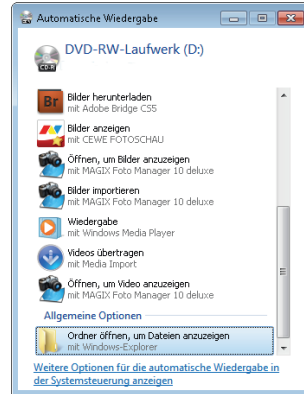 Automatische Wiedergabe
DVD-RW-Laufwerk (D:)
CD-R
Br
Bilder herunterladen
mit Adobe Bridge CS5
Bilder anzeigen
mit CEWE FOTOSCHAU
Öffnen, um Bilder anzuzeigen
mit MAGIX Foto Manager 10 deluxe
Bilder importieren
mit MAGIX Foto Manager 10 deluxe
Wiedergabe
mit Windows Media Player
Videos übertragen
mit Media Import
Öffnen, um Video anzuzeigen
mit MAGIX Foto Manager 10 deluxe
Allgemeine Optionen
Ordner öffnen, um Dateien anzuzeigen
mit Windows-Explorer
Weitere Optionen für die automatische Wiedergabe in
der Systemsteuerung anzeigen